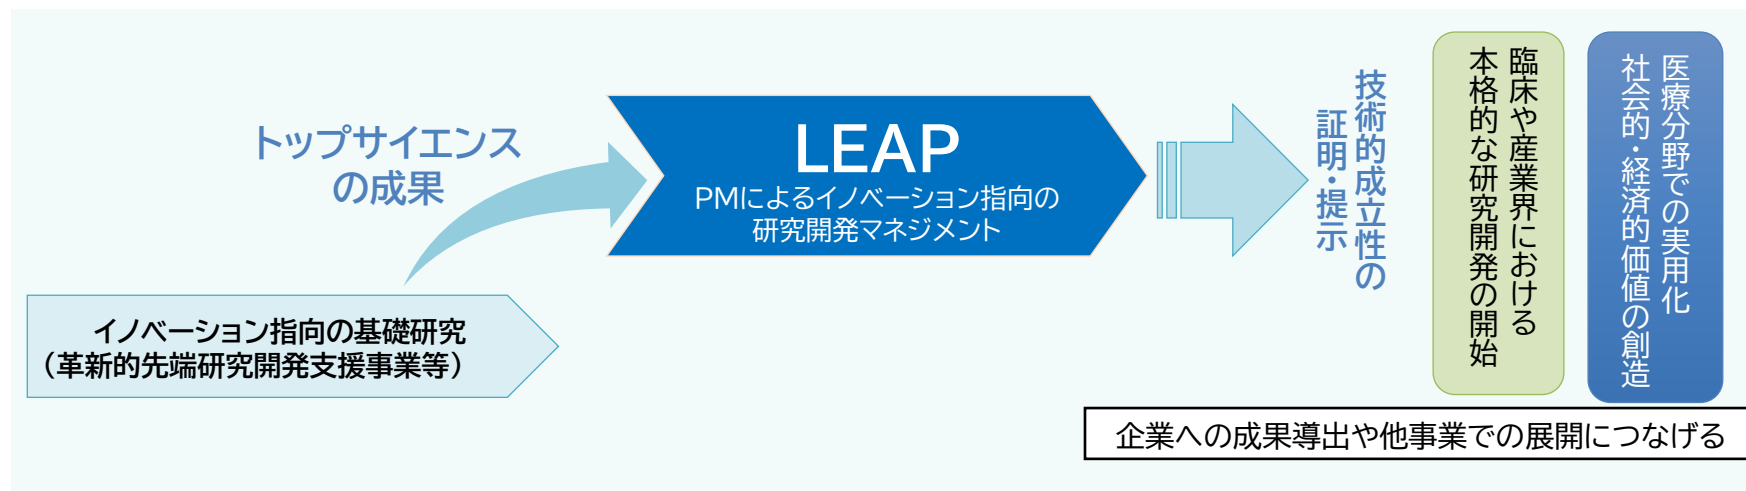 トップサイエンス
の成果
LEAP
PMによるイノベーション指向の
研究開発マネジメント
イノベーション指向の基礎研究
(革新的先端研究開発支援事業等)
技術的成立性の
証明・提示
臨床や産業界における
本格的な研究開発の開始
医療分野での実用化
社会的・経済的価値の創造
企業への成果導出や他事業での展開につなげる